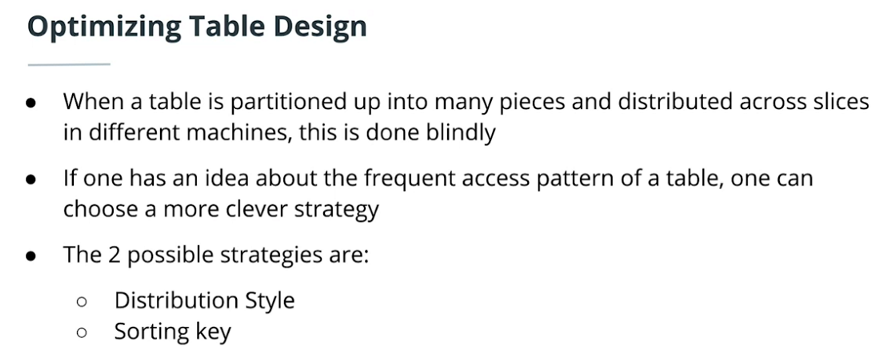 Optimizing Table Design
● When a table is partitioned up into many pieces and distributed across slices
in different machines, this is done blindly
● If one has an idea about the frequent access pattern of a table, one can
choose a more clever strategy
● The 2 possible strategies are:
○ Distribution Style
○ Sorting key